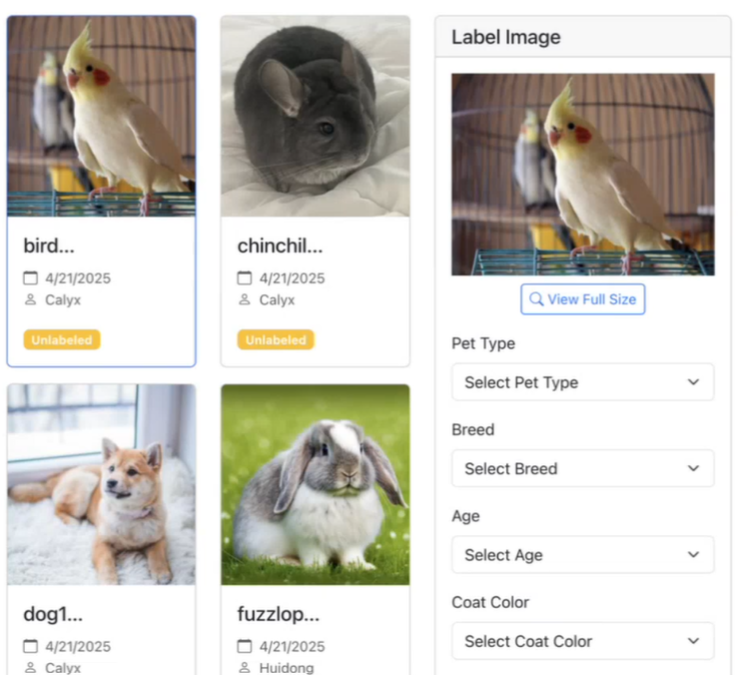 bird...
4/21/2025
Calyx
Unlabeled
chinchil...
4/21/2025
Calyx
Unlabeled
dog1...
4/21/2025
Calyx
fuzzlop...
4/21/2025
Huidong
Label Image
View Full Size
Pet Type
Select Pet Type
Breed
Select Breed
Age
Select Age
Coat Color
Select Coat Color